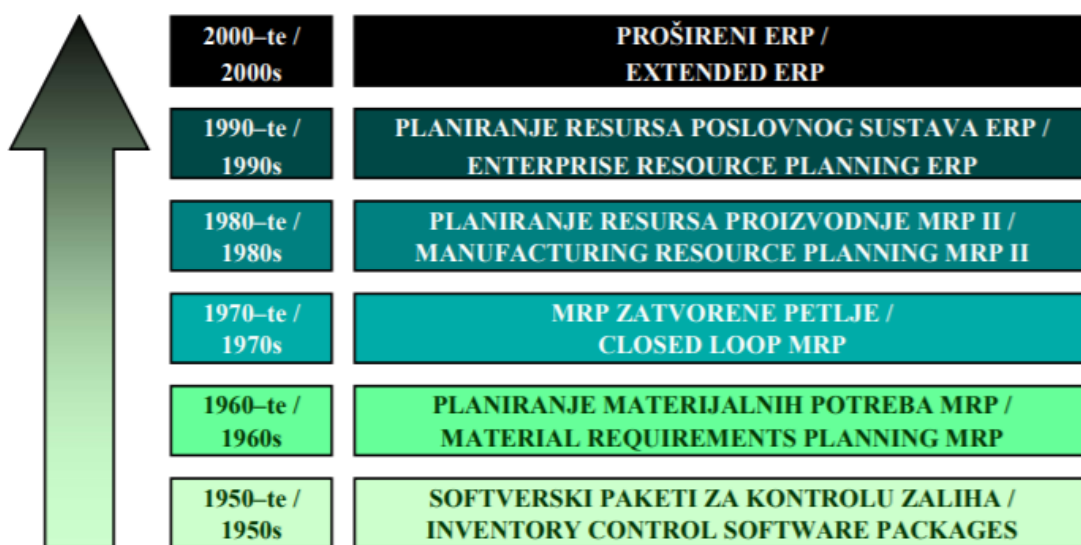 2000–te /
2000s
PROŠIRENI ERP /
EXTENDED ERP
1990–te /
1990s
PLANIRANJE RESURSA POSLOVNOG SUSTAVA ERP /
ENTERPRISE RESOURCE PLANNING ERP
1980–te /
1980s
PLANIRANJE RESURSA PROIZVODNJE MRP II /
MANUFACTURING RESOURCE PLANNING MRP II
1970–te /
1970s
MRP ZATVORENE PETLJE /
CLOSED LOOP MRP
1960–te /
1960s
PLANIRANJE MATERIJALNIH POTREBA MRP /
MATERIAL REQUIREMENTS PLANNING MRP
1950–te /
1950s
SOFTVERSKI PAKETI ZA KONTROLU ZALIHA /
INVENTORY CONTROL SOFTWARE PACKAGES